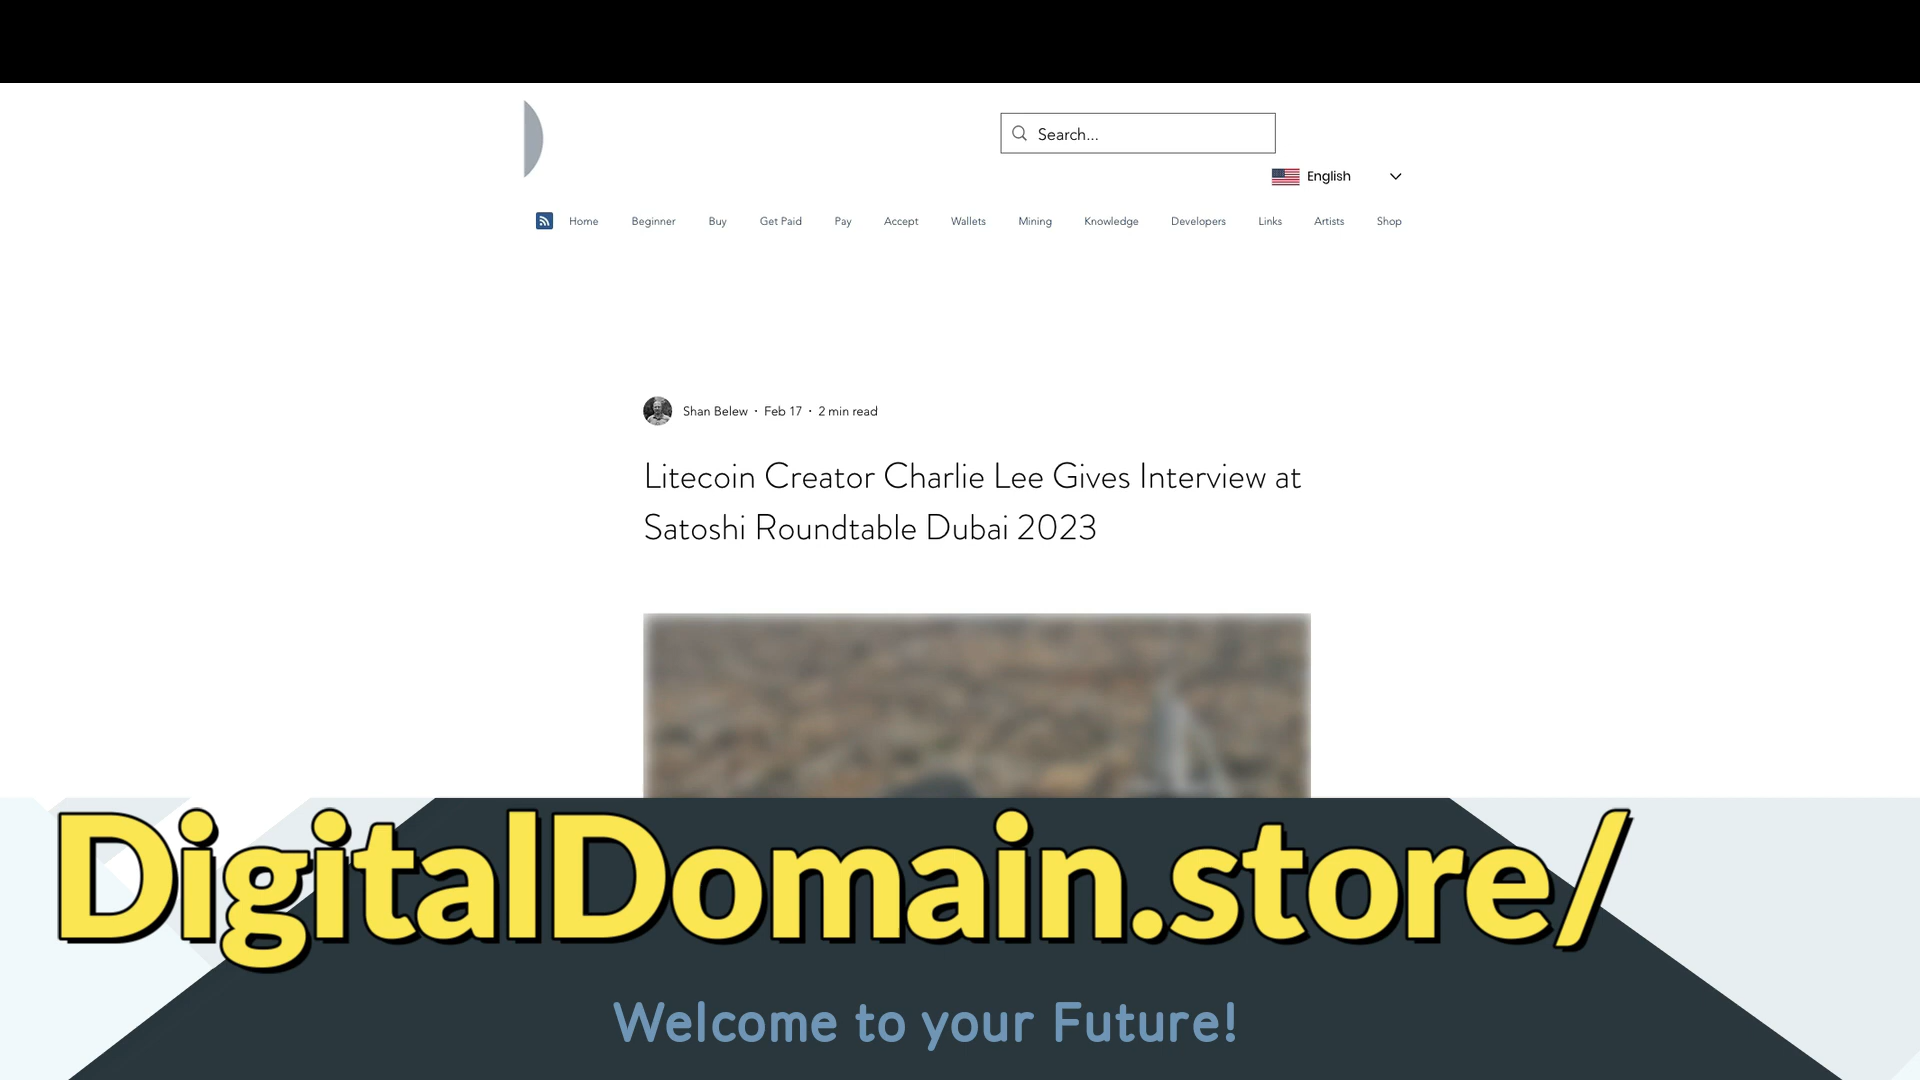 Search...
English
Home Beginner Buy Get Paid Pay Accept Wallets Mining Knowledge Developers Links Artists Shop
Shan Belew · Feb 17 · 2 min read
Litecoin Creator Charlie Lee Gives Interview at
Satoshi Roundtable Dubai 2023
DigitalDomain.store/
Welcome to your Future!